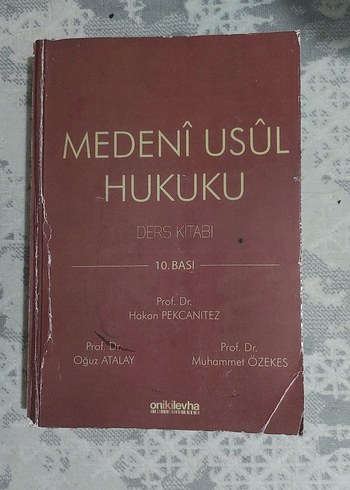 MEDENÎ USÛL
HUKUKU
DERS KİTABI
10. BASI
Prof. Dr.
Hakan PEKCANITEZ
Prof. Dr.
Oğuz ATALAY
Prof. Dr.
Muhammet ÖZEKES
onikilevha